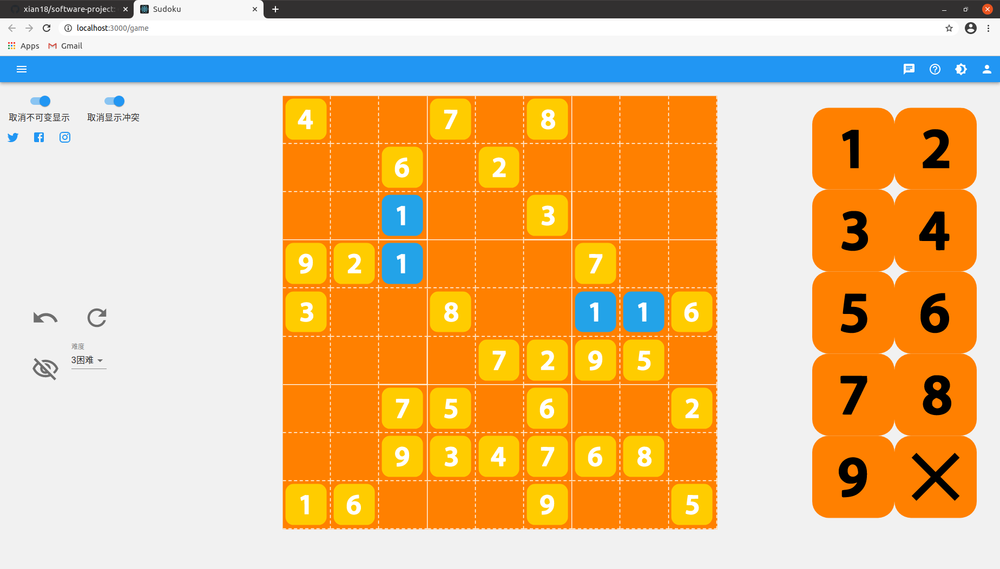 xian18/software-project:
Sudoku
localhost:3000/game
Apps
Gmail
取消不可变显示
取消显示冲突
难度
3困难
4 7 8
6 2
1 3
9 2 1 7
3 8 1 1 6
7 2 9 5
7 5 6 2
9 3 4 7 6 8
1 6 9 5
1 2
3 4
5 6
7 8
9